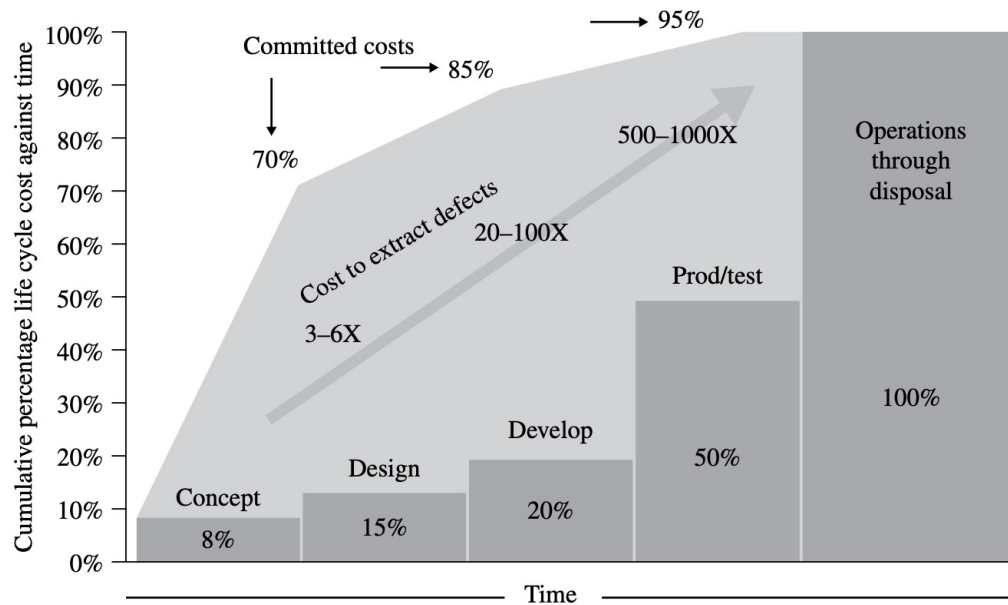 Cumulative percentage life cycle cost against time
100%
90%
80%
70%
60%
50%
40%
30%
20%
10%
0%
Committed costs
70%
85%
95%
Cost to extract defects
3–6X
20–100X
500–1000X
Concept
8%
Design
15%
Develop
20%
Prod/test
50%
Operations
through
disposal
100%
Time